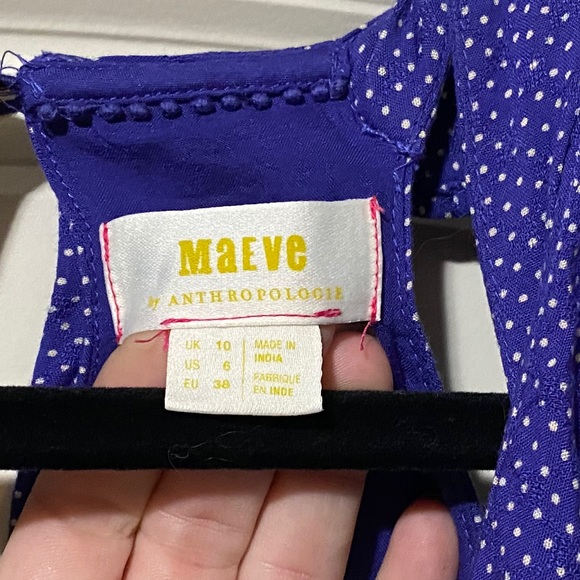 Maeve
by ANTHROPOLOGIE
UK 10
US 6
EU 38
MADE IN
INDIA
FABRIQUE
EN INDE